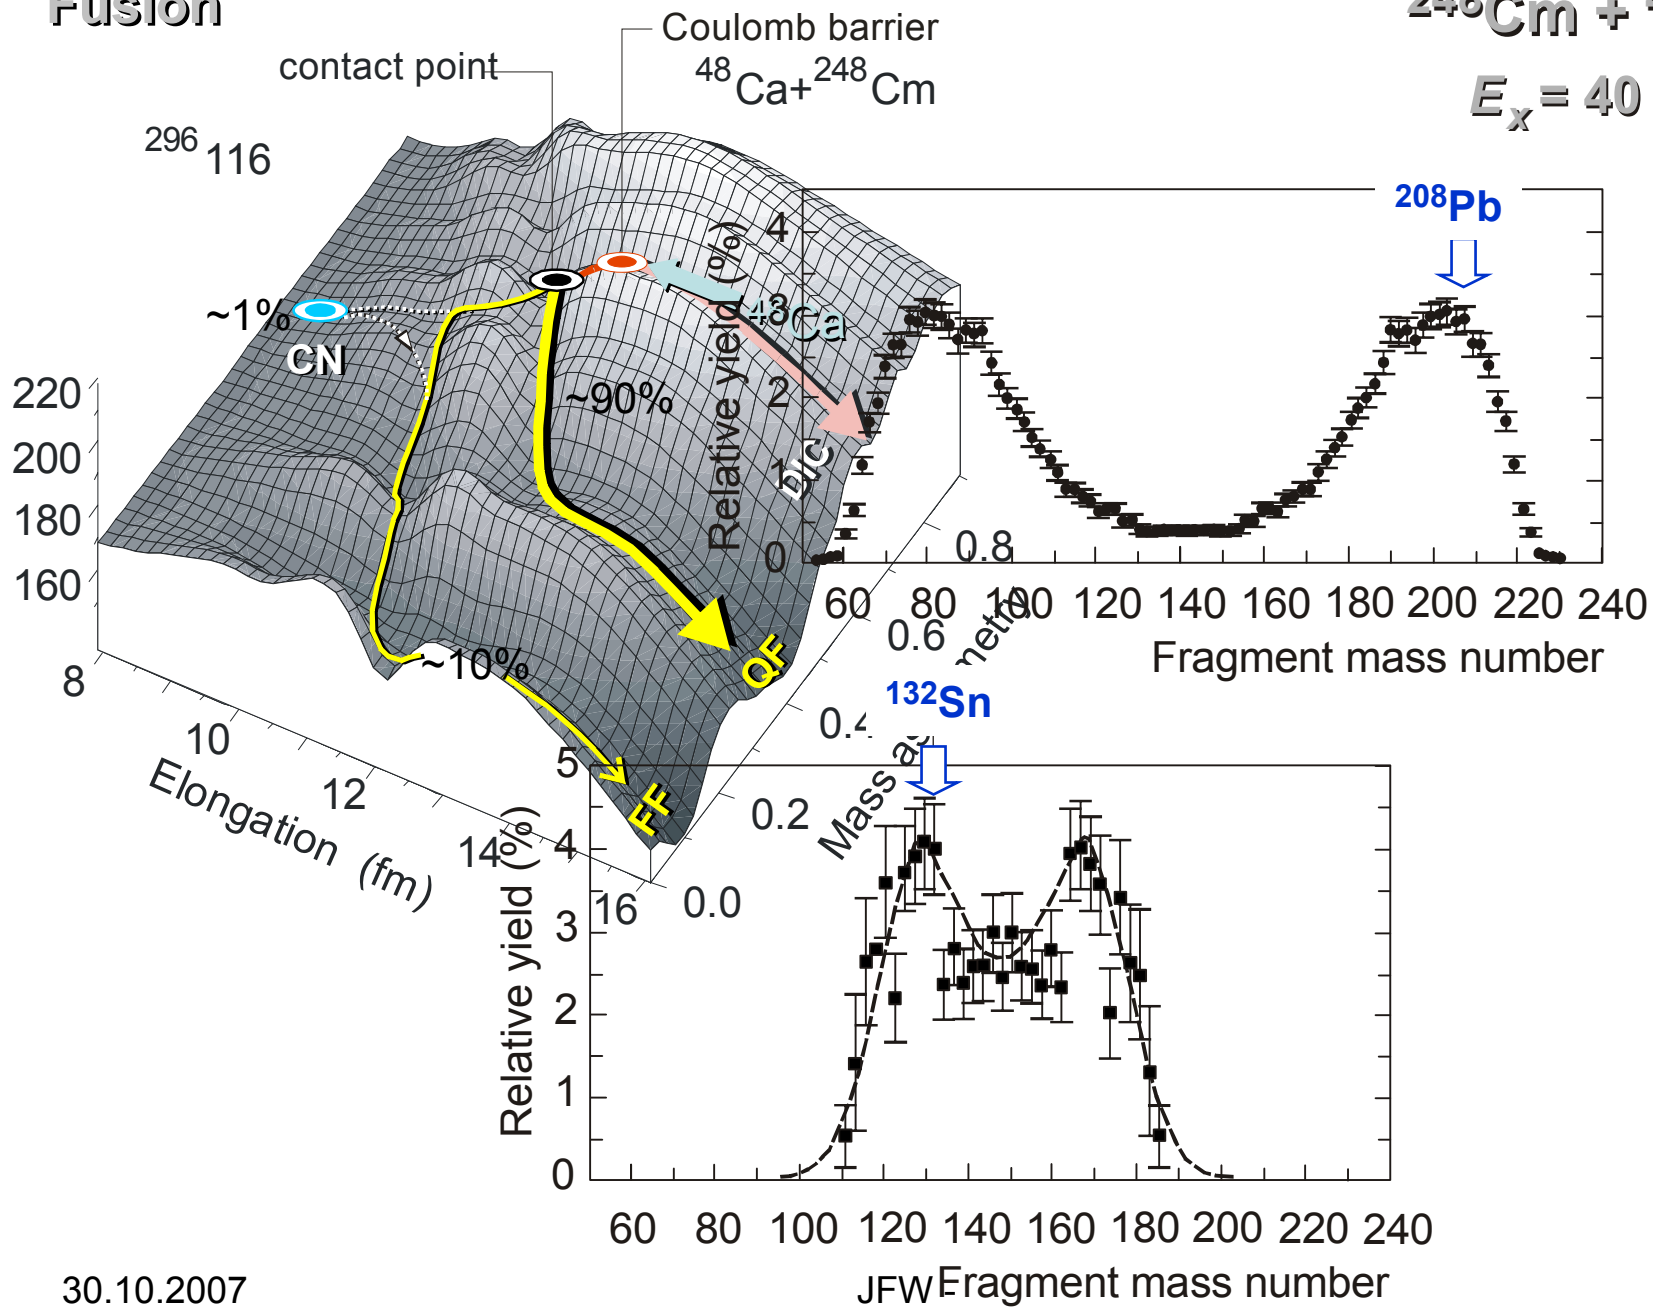 Fusion
²⁴⁶Cm +
Eₓ = 40
Coulomb barrier
contact point
⁴⁸Ca+²⁴⁸Cm
²⁹⁶116
~1%
CN
~90%
⁴⁸Ca
DIC
QF
~10%
FF
220
200
180
160
8
10
12
14
16
Elongation (fm)
0.0
0.2
0.4
0.6
0.8
²⁰⁸Pb
4
3
2
1
0
Relative yield (%)
60 80 100 120 140 160 180 200 220 240
Fragment mass number
¹³²Sn
5
4
3
2
1
0
Relative yield (%)
60 80 100 120 140 160 180 200 220 240
Fragment mass number
30.10.2007
JFW